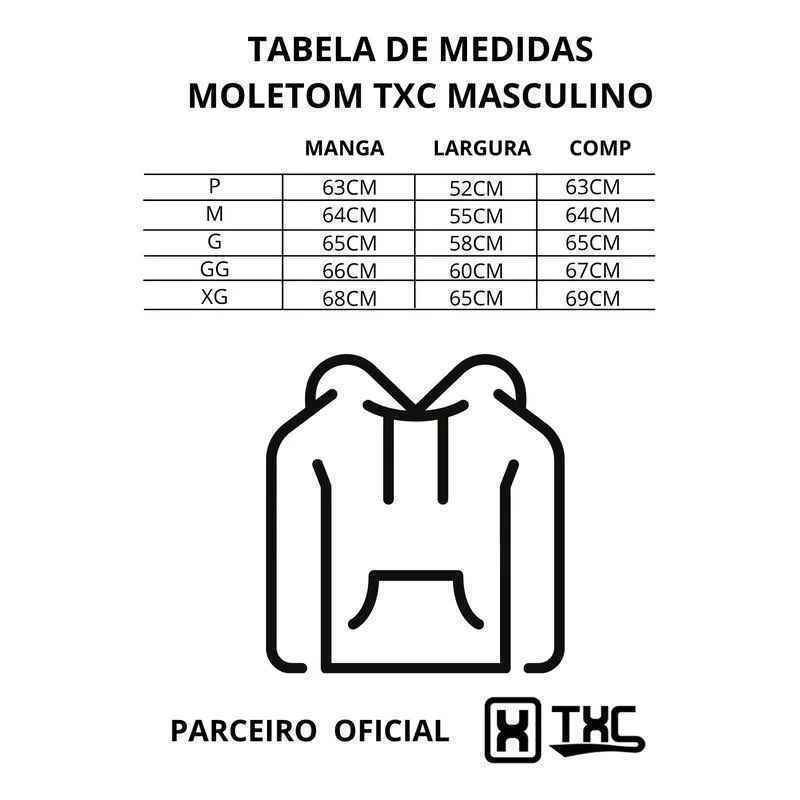 TABELA DE MEDIDAS
MOLETOM TXC MASCULINO
MANGA LARGURA COMP
P 63CM 52CM 63CM
M 64CM 55CM 64CM
G 65CM 58CM 65CM
GG 66CM 60CM 67CM
XG 68CM 65CM 69CM
PARCEIRO OFICIAL X TXC